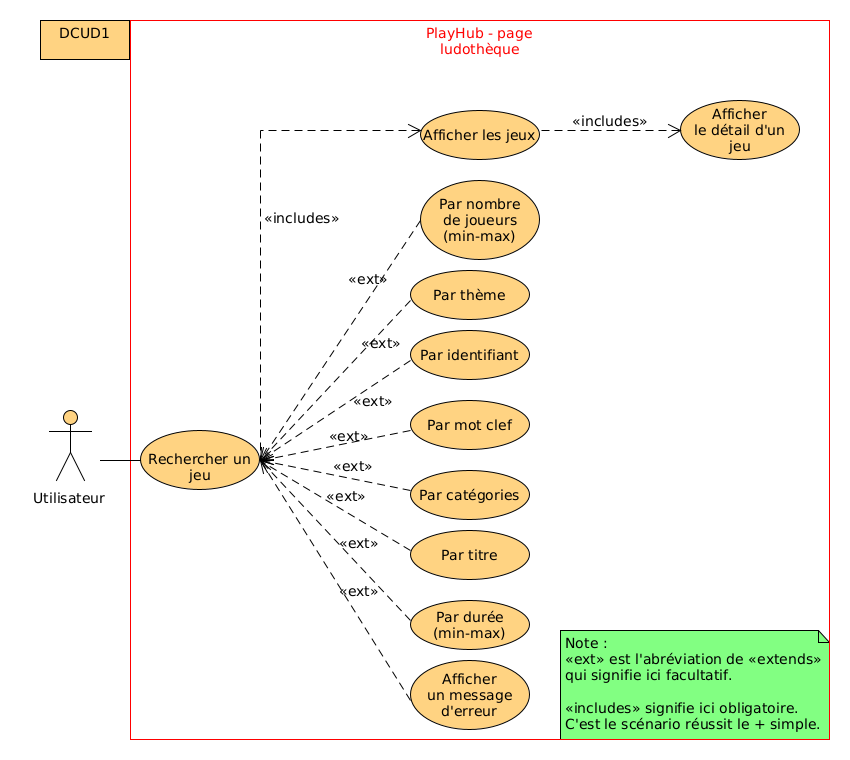 DCUD1
PlayHub - page
ludothèque
Afficher les jeux
«includes»
Afficher
le détail d'un
jeu
«includes»
Par nombre
de joueurs
(min-max)
«ext»
Par thème
«ext»
Par identifiant
«ext»
Par mot clef
«ext»
Utilisateur
Rechercher un
jeu
«ext»
Par catégories
«ext»
Par titre
«ext»
Par durée
(min-max)
«ext»
Afficher
un message
d'erreur
Note :
«ext» est l'abréviation de «extends»
qui signifie ici facultatif.
«includes» signifie ici obligatoire.
C'est le scénario réussit le + simple.